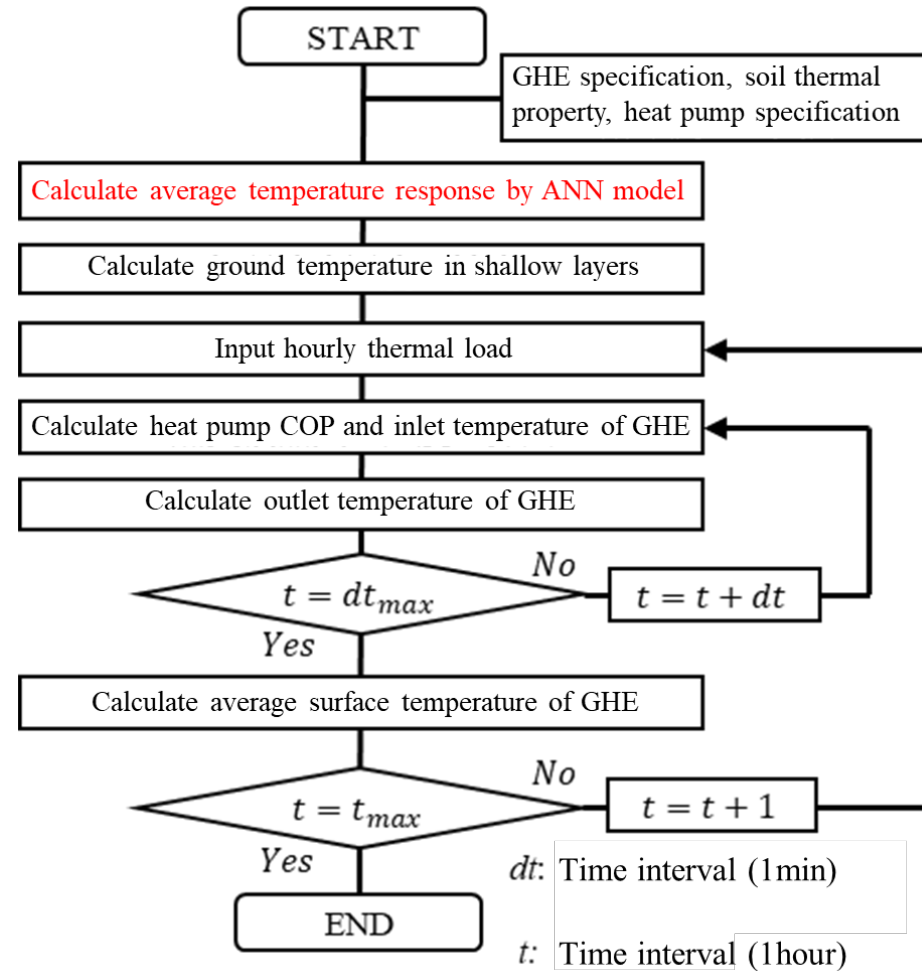 START
GHE specification, soil thermal
property, heat pump specification
Calculate average temperature response by ANN model
Calculate ground temperature in shallow layers
Input hourly thermal load
Calculate heat pump COP and inlet temperature of GHE
Calculate outlet temperature of GHE
No
t = dt_max
t = t + dt
Yes
Calculate average surface temperature of GHE
No
t = t_max
t = t + 1
Yes
dt: Time interval (1min)
END
t: Time interval (1hour)